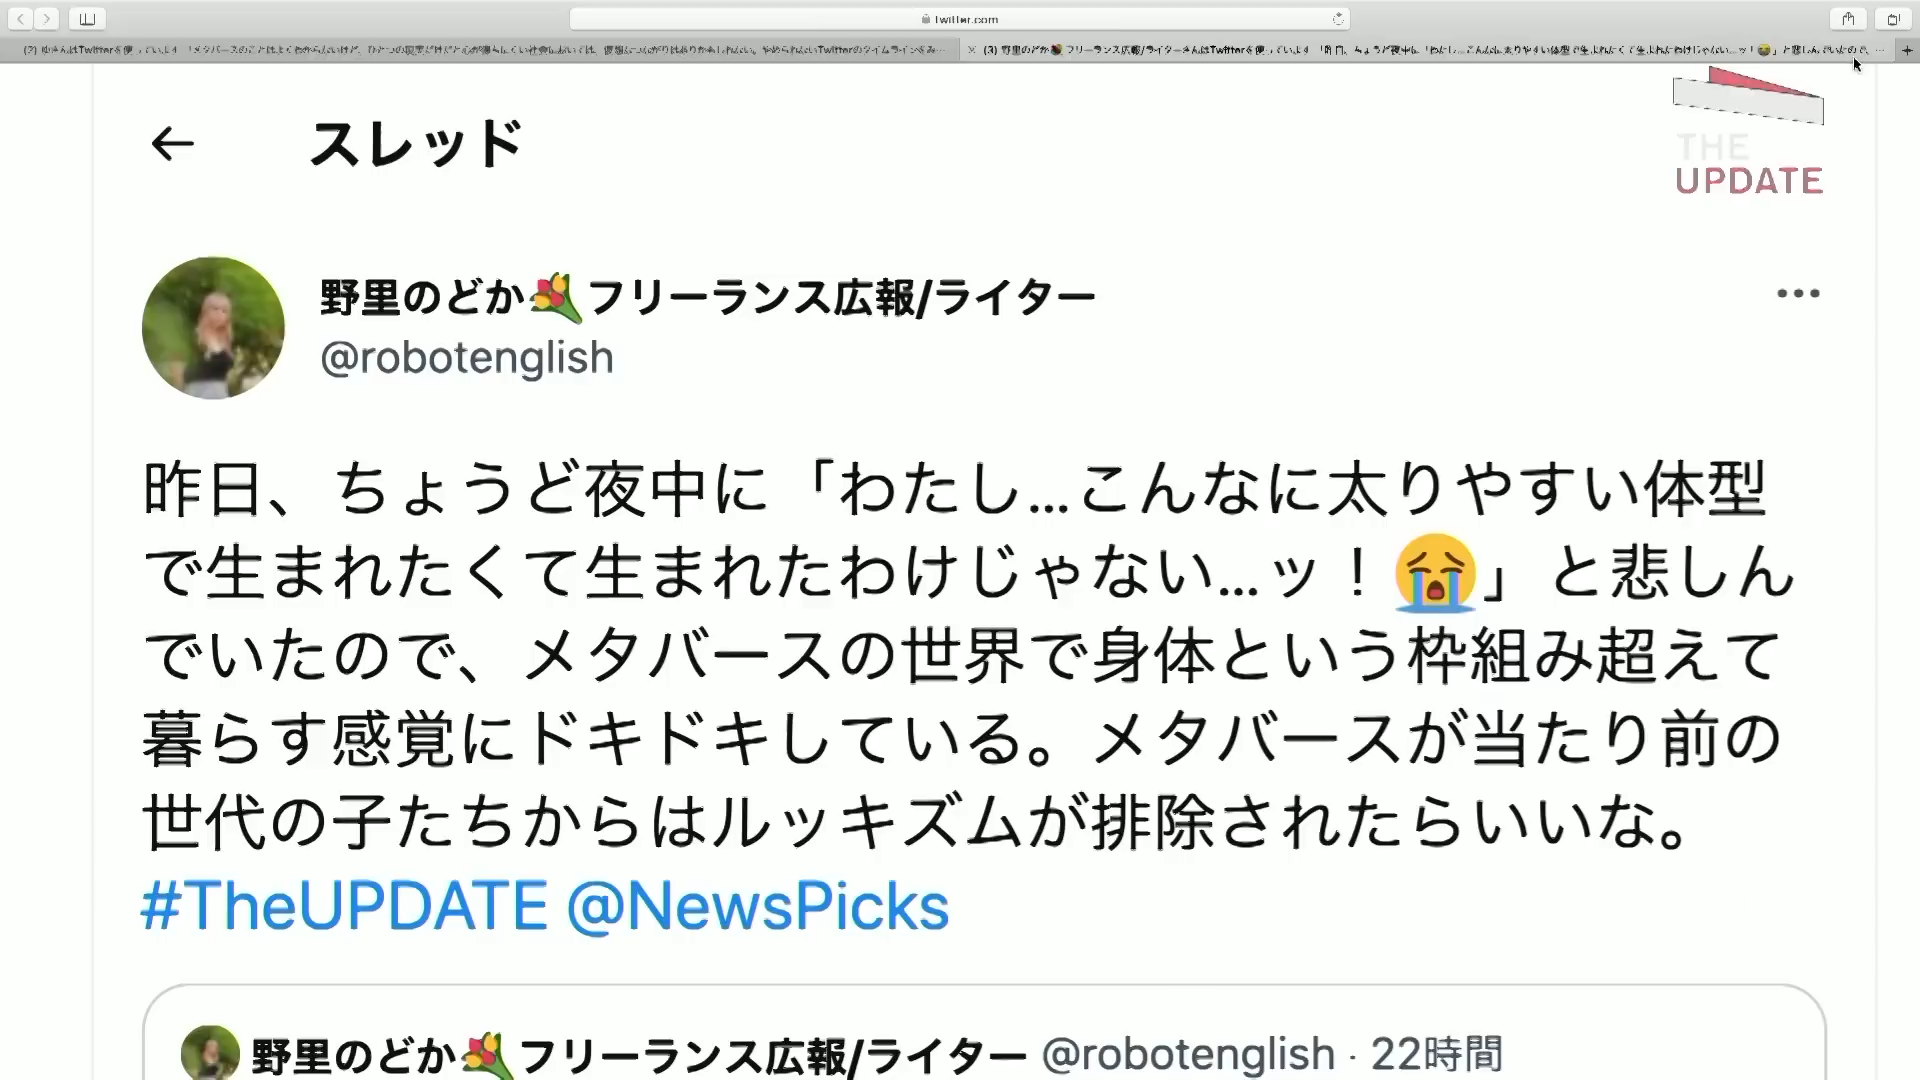 twitter.com
スレッド
THE
UPDATE
野里のどか💐フリーランス広報/ライター
@robotenglish
昨日、ちょうど夜中に「わたし...こんなに太りやすい体型
で生まれたくて生まれたわけじゃない...ッ！😭」と悲しん
でいたので、メタバースの世界で身体という枠組み超えて
暮らす感覚にドキドキしている。メタバースが当たり前の
世代の子たちからはルッキズムが排除されたらいいな。
#TheUPDATE @NewsPicks
野里のどか💐フリーランス広報/ライター @robotenglish · 22時間